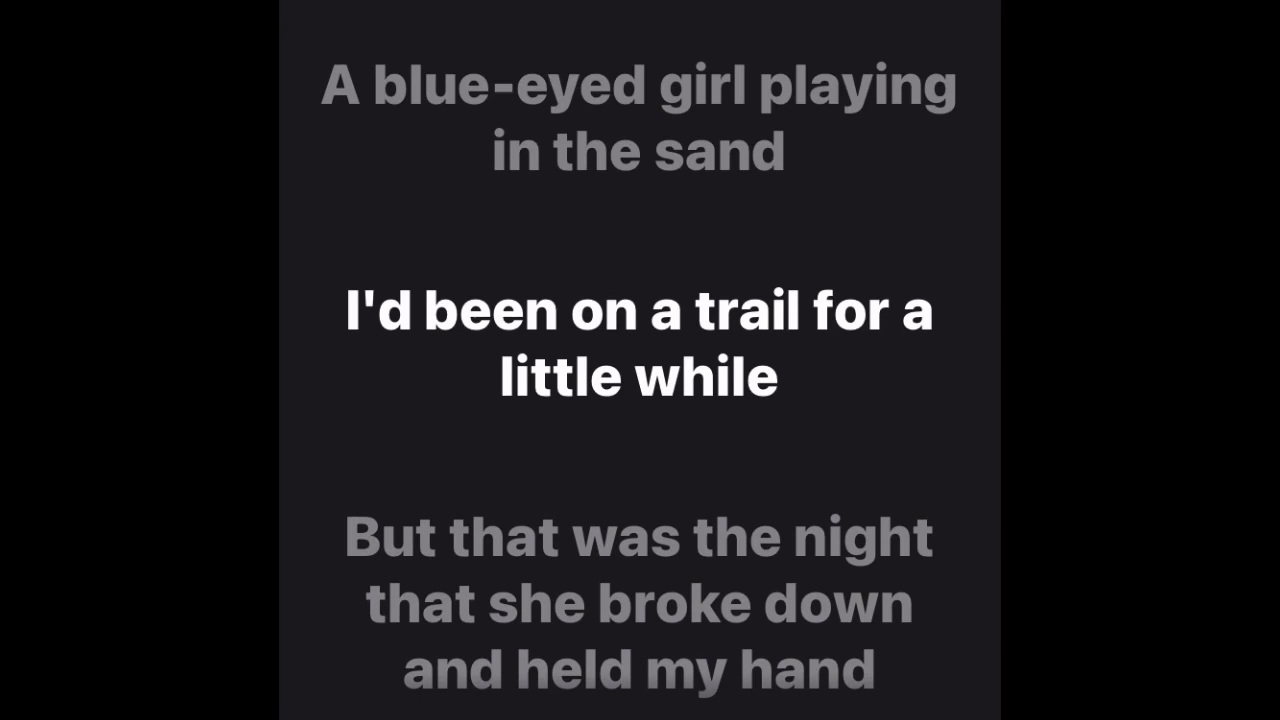 A blue-eyed girl playing
in the sand
I'd been on a trail for a
little while
But that was the night
that she broke down
and held my hand